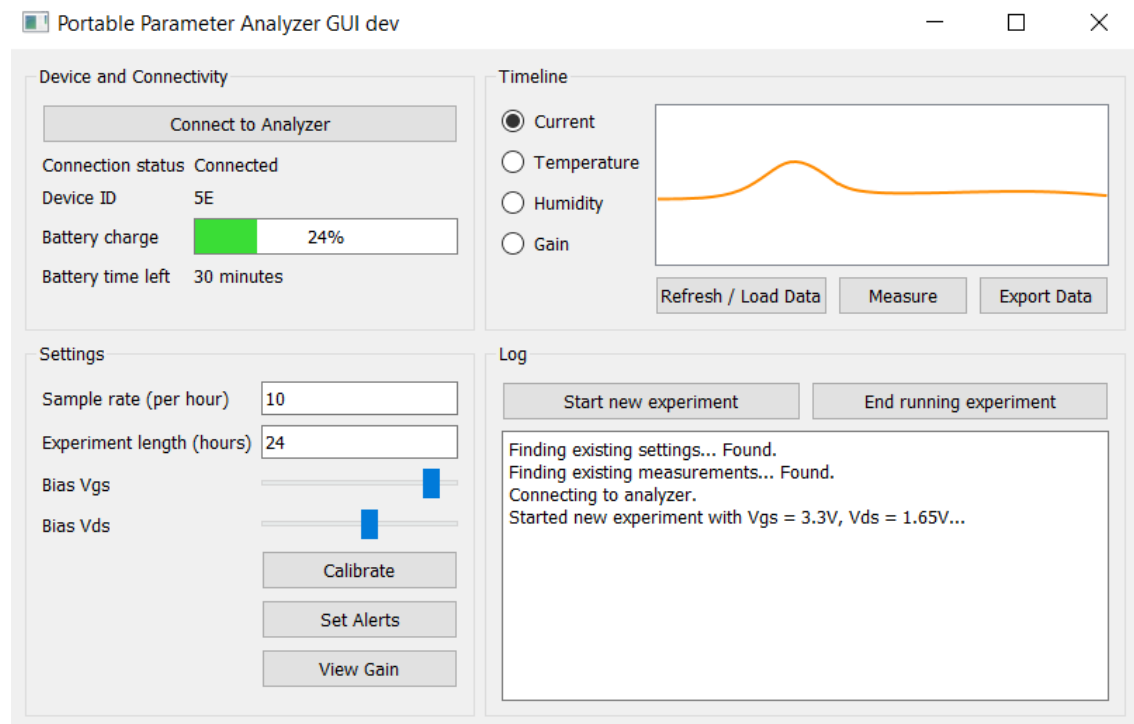 Portable Parameter Analyzer GUI dev
Device and Connectivity
Connect to Analyzer
Connection status Connected
Device ID 5E
Battery charge 24%
Battery time left 30 minutes
Timeline
Current
Temperature
Humidity
Gain
Refresh / Load Data Measure Export Data
Settings
Sample rate (per hour) 10
Experiment length (hours) 24
Bias Vgs
Bias Vds
Calibrate
Set Alerts
View Gain
Log
Start new experiment End running experiment
Finding existing settings... Found.
Finding existing measurements... Found.
Connecting to analyzer.
Started new experiment with Vgs = 3.3V, Vds = 1.65V...